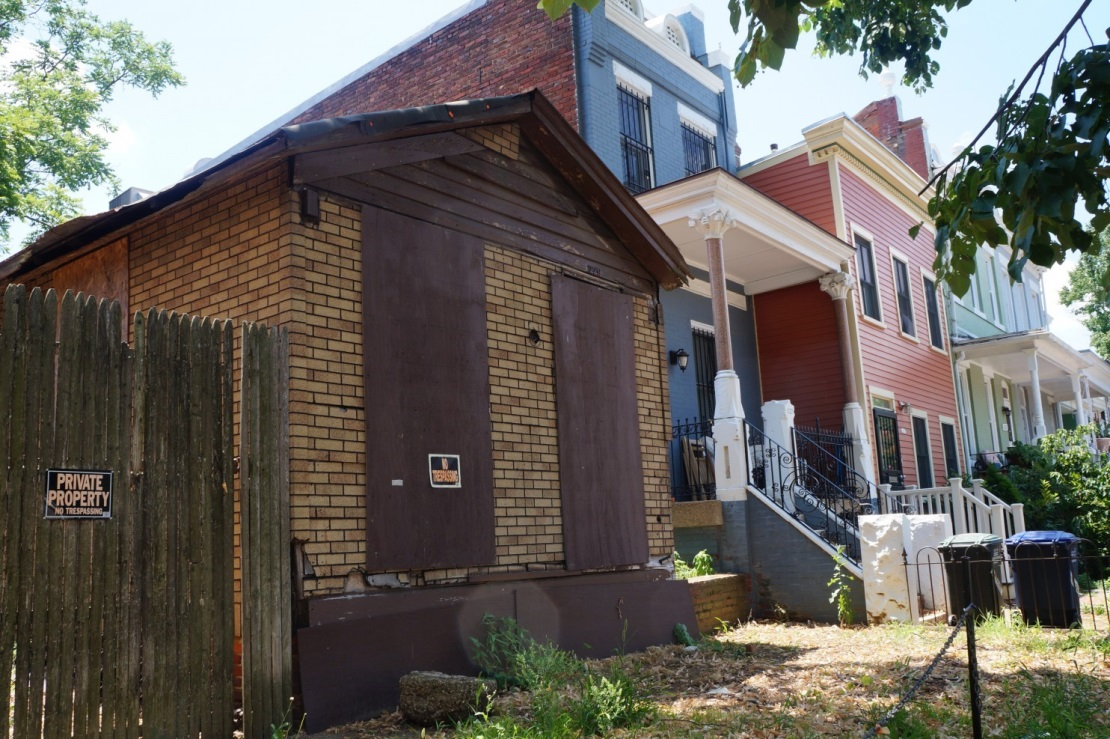 PRIVATE
PROPERTY
NO TRESPASSING
NO
TRESPASSING